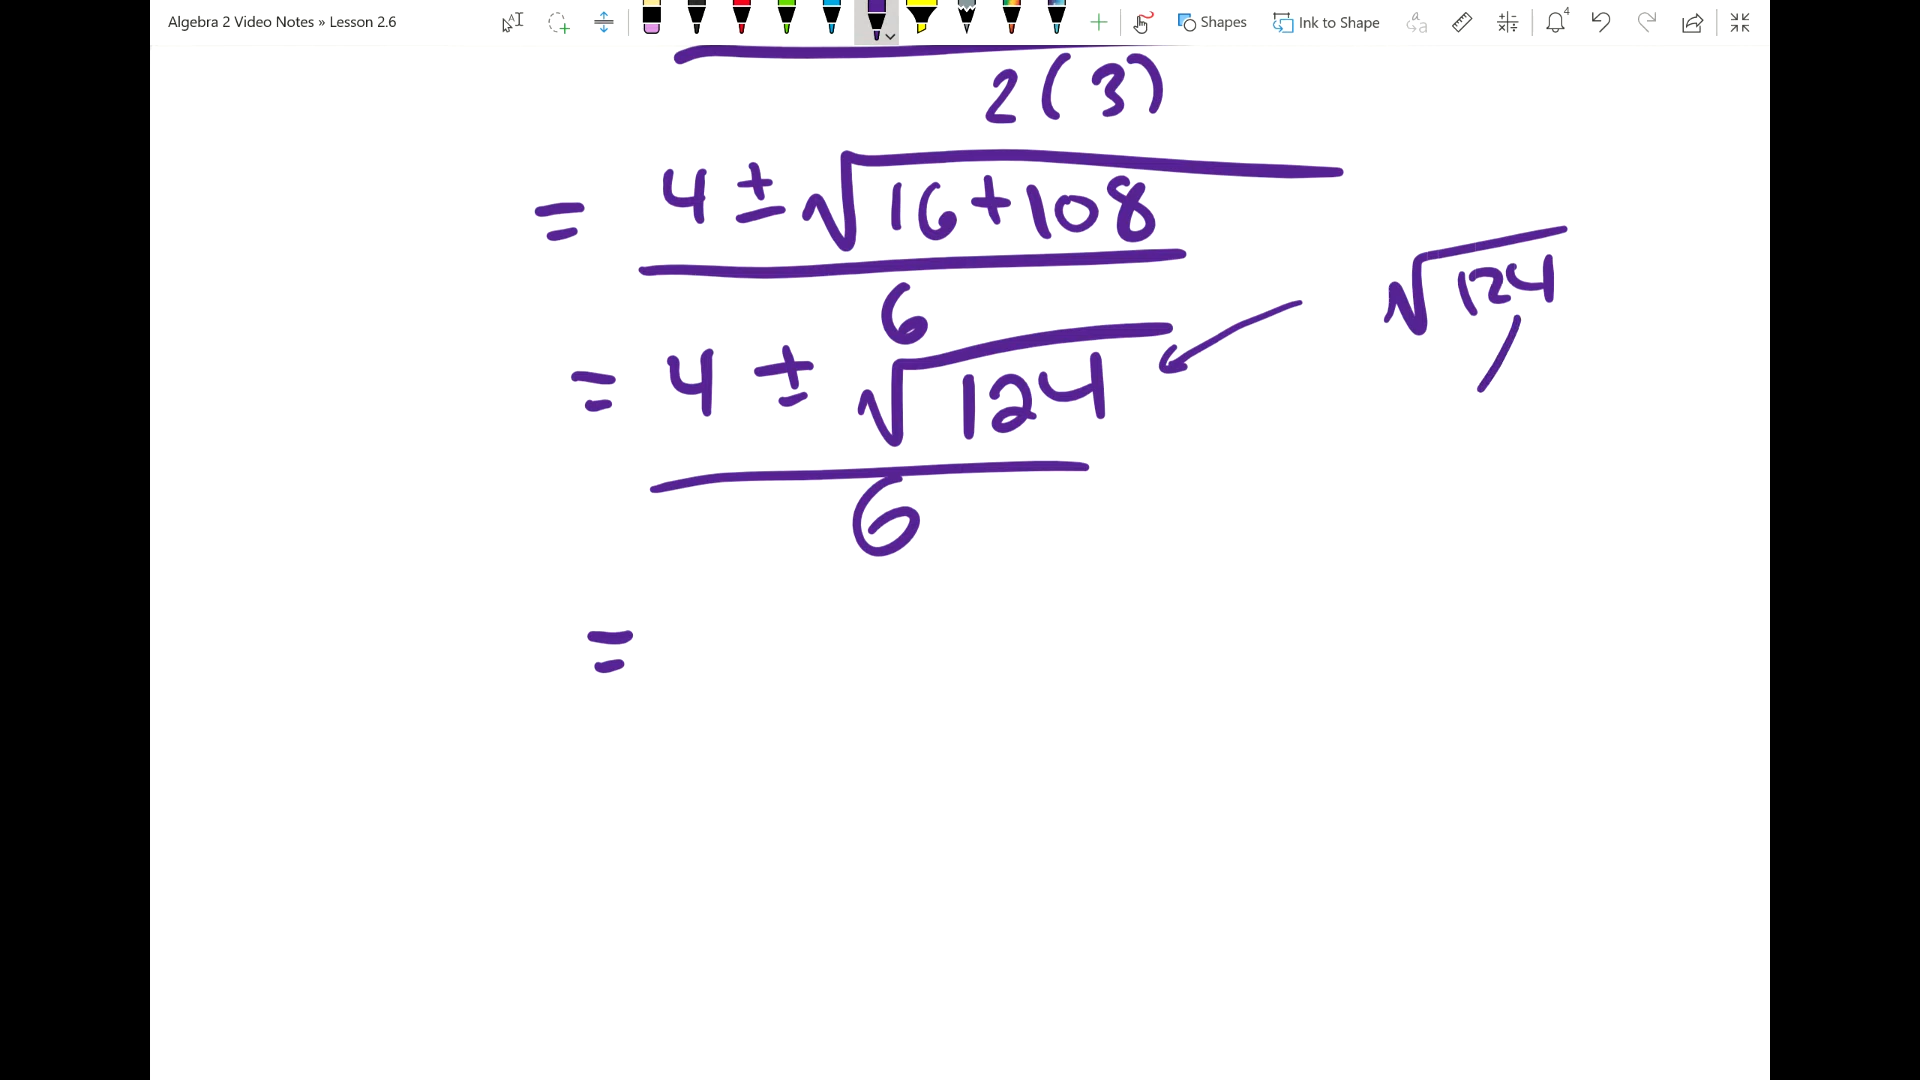 Algebra 2 Video Notes » Lesson 2.6
Shapes
Ink to Shape
4
2(3)
= 4 ± √16+108
6
= 4 ± √124
6
√124
=